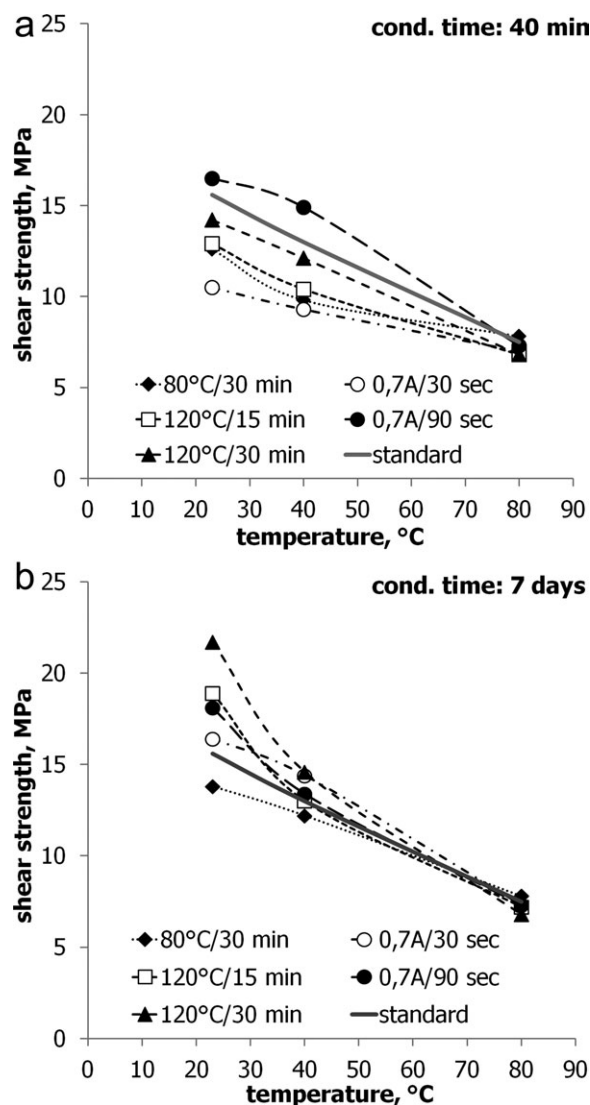 a
cond. time: 40 min
25
20
15
10
5
0
shear strength, MPa
80°C/30 min
0,7A/30 sec
120°C/15 min
0,7A/90 sec
120°C/30 min
standard
0 10 20 30 40 50 60 70 80 90
temperature, °C
b
cond. time: 7 days
25
20
15
10
5
0
shear strength, MPa
80°C/30 min
0,7A/30 sec
120°C/15 min
0,7A/90 sec
120°C/30 min
standard
0 10 20 30 40 50 60 70 80 90
temperature, °C